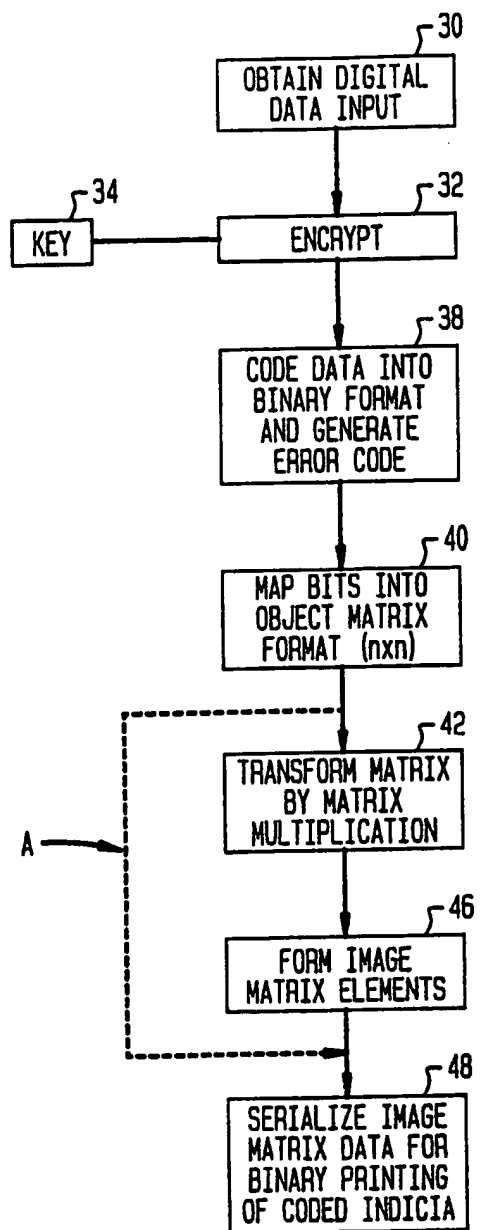 30
OBTAIN DIGITAL
DATA INPUT
34
32
KEY
ENCRYPT
38
CODE DATA INTO
BINARY FORMAT
AND GENERATE
ERROR CODE
40
MAP BITS INTO
OBJECT MATRIX
FORMAT (nxn)
42
TRANSFORM MATRIX
BY MATRIX
MULTIPLICATION
A
46
FORM IMAGE
MATRIX ELEMENTS
48
SERIALIZE IMAGE
MATRIX DATA FOR
BINARY PRINTING
OF CODED INDICIA